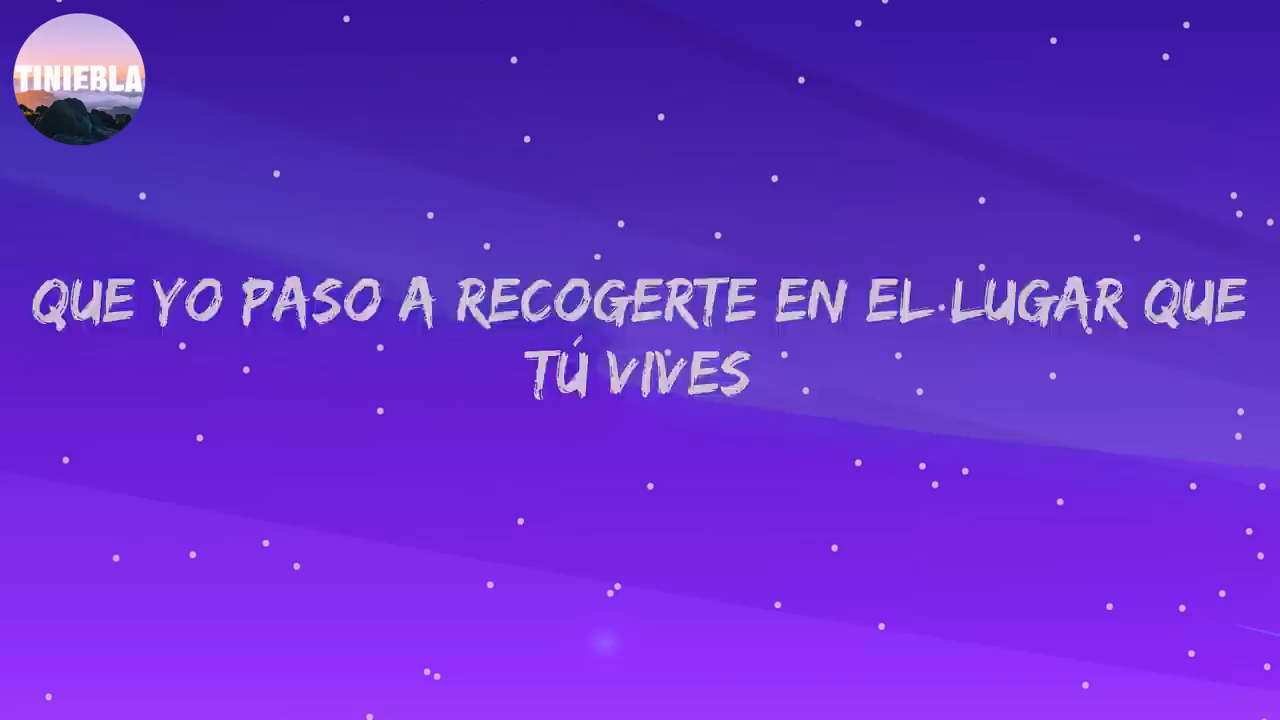 TINIEBLA
QUE YO PASO A RECOGERTE EN EL LUGAR QUE
TÚ VIVES